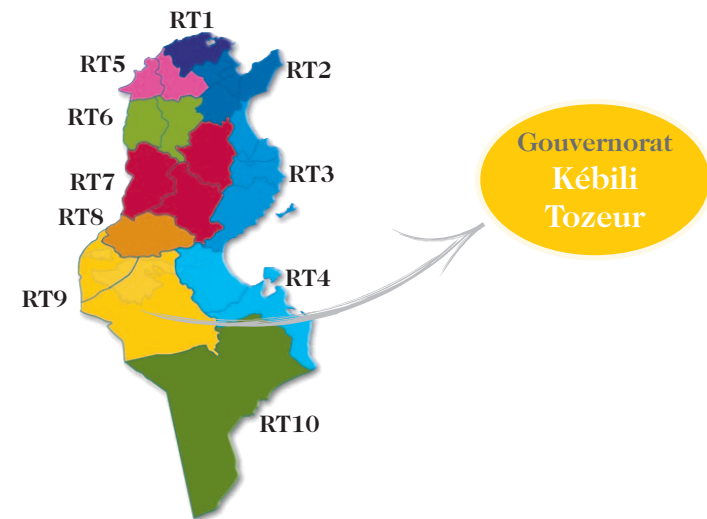 RT1
RT5
RT2
RT6
RT7
RT3
RT8
RT4
RT9
RT10
Gouvernorat
Kébili
Tozeur